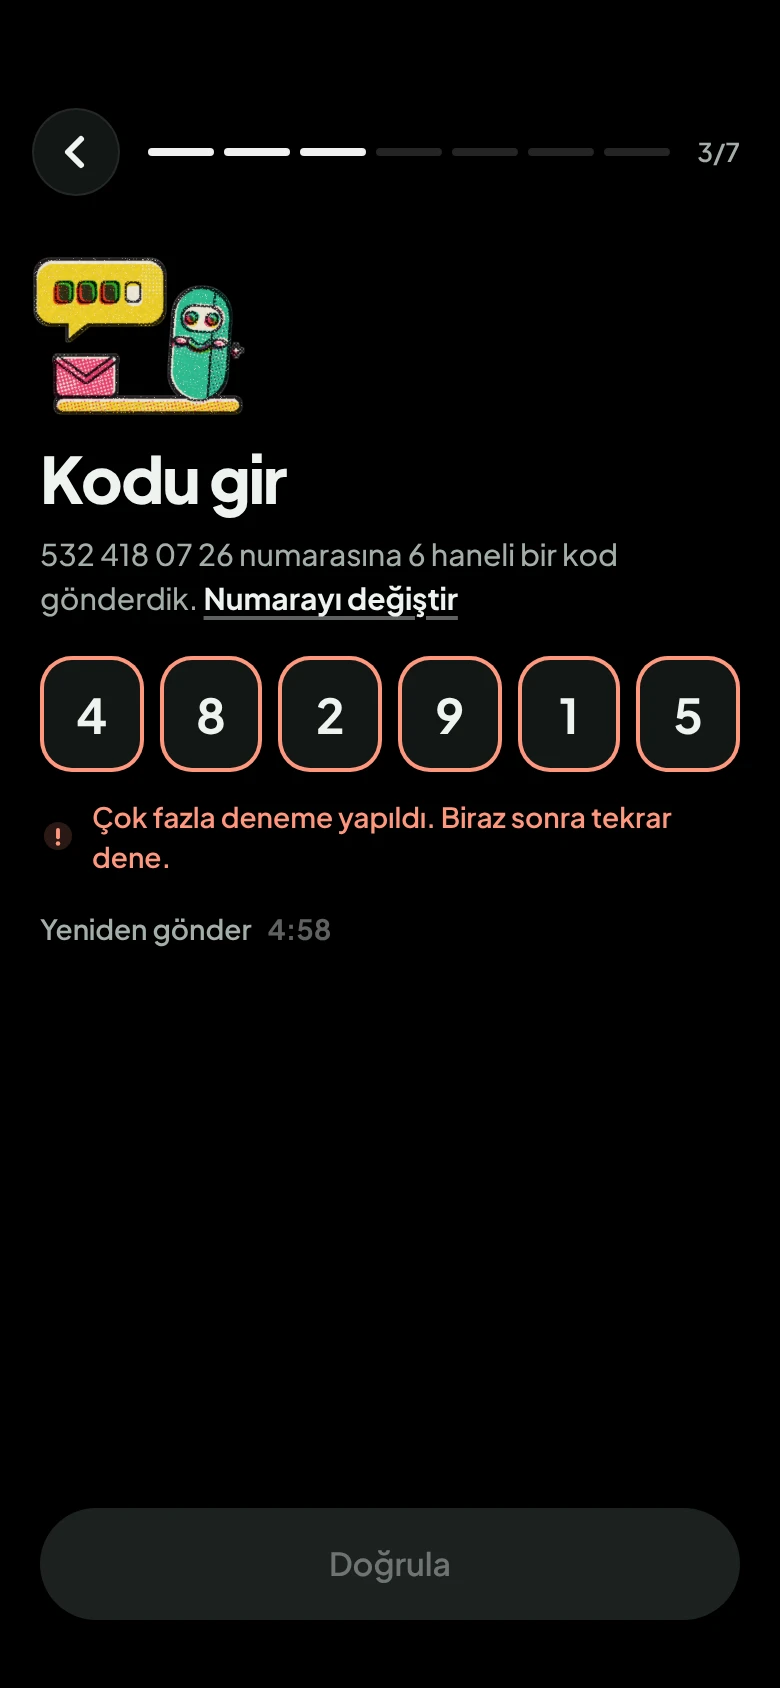 3/7
Kodu gir
532 418 07 26 numarasına 6 haneli bir kod
gönderdik. Numarayı değiştir
4 8 2 9 1 5
Çok fazla deneme yapıldı. Biraz sonra tekrar
dene.
Yeniden gönder 4:58
Doğrula